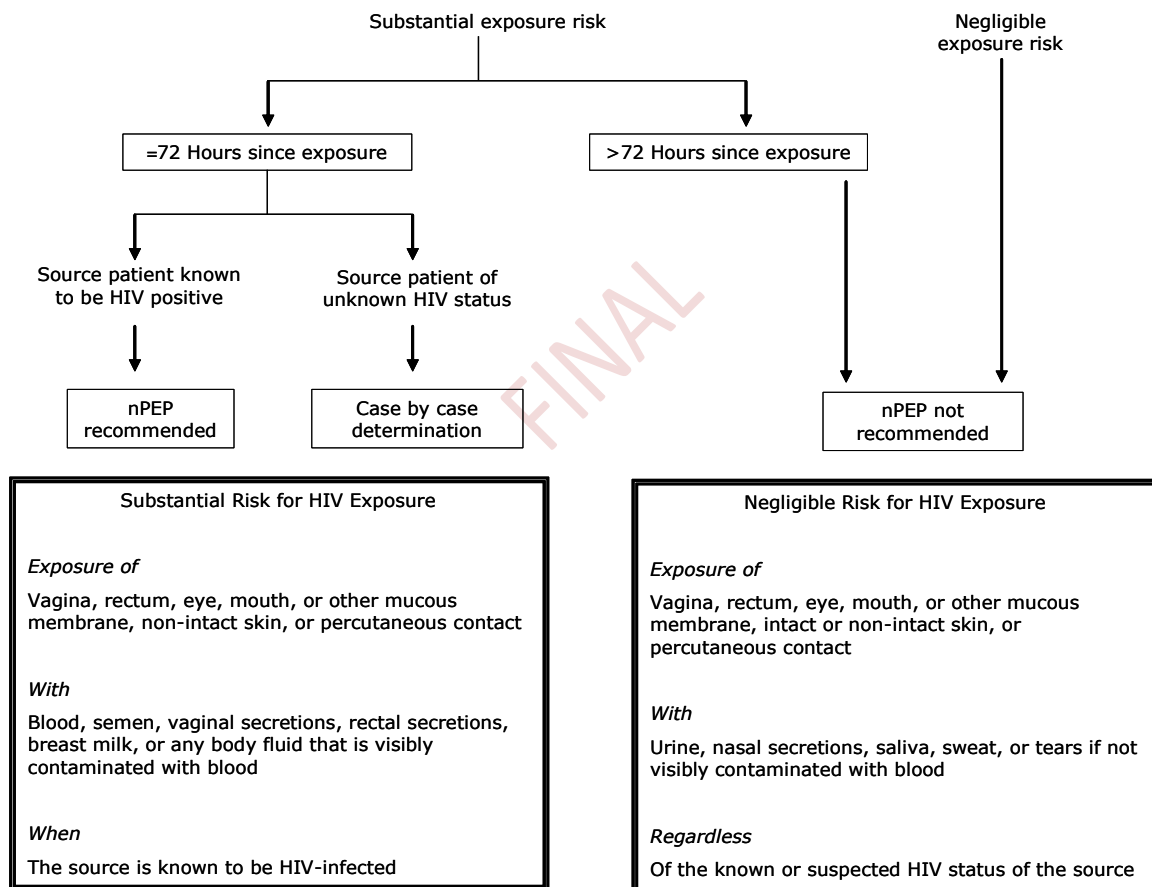 Substantial exposure risk
Negligible
exposure risk
=72 Hours since exposure
>72 Hours since exposure
Source patient known
to be HIV positive
Source patient of
unknown HIV status
nPEP
recommended
Case by case
determination
nPEP not
recommended
FINAL
Substantial Risk for HIV Exposure
Exposure of
Vagina, rectum, eye, mouth, or other mucous
membrane, non-intact skin, or percutaneous contact
With
Blood, semen, vaginal secretions, rectal secretions,
breast milk, or any body fluid that is visibly
contaminated with blood
When
The source is known to be HIV-infected
Negligible Risk for HIV Exposure
Exposure of
Vagina, rectum, eye, mouth, or other mucous
membrane, intact or non-intact skin, or
percutaneous contact
With
Urine, nasal secretions, saliva, sweat, or tears if not
visibly contaminated with blood
Regardless
Of the known or suspected HIV status of the source